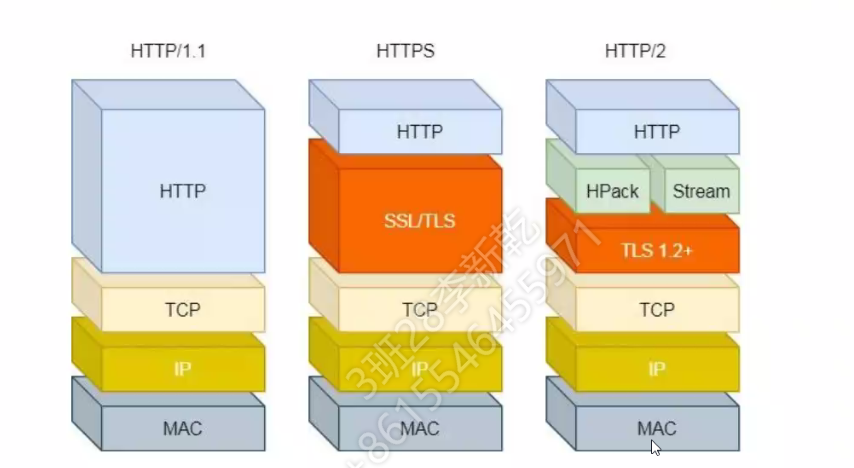 HTTP/1.1
HTTP
TCP
IP
MAC
HTTPS
HTTP
SSL/TLS
TCP
IP
MAC
HTTP/2
HTTP
HPack
Stream
TLS 1.2+
TCP
IP
MAC
3班28李新乾
+8615546455971